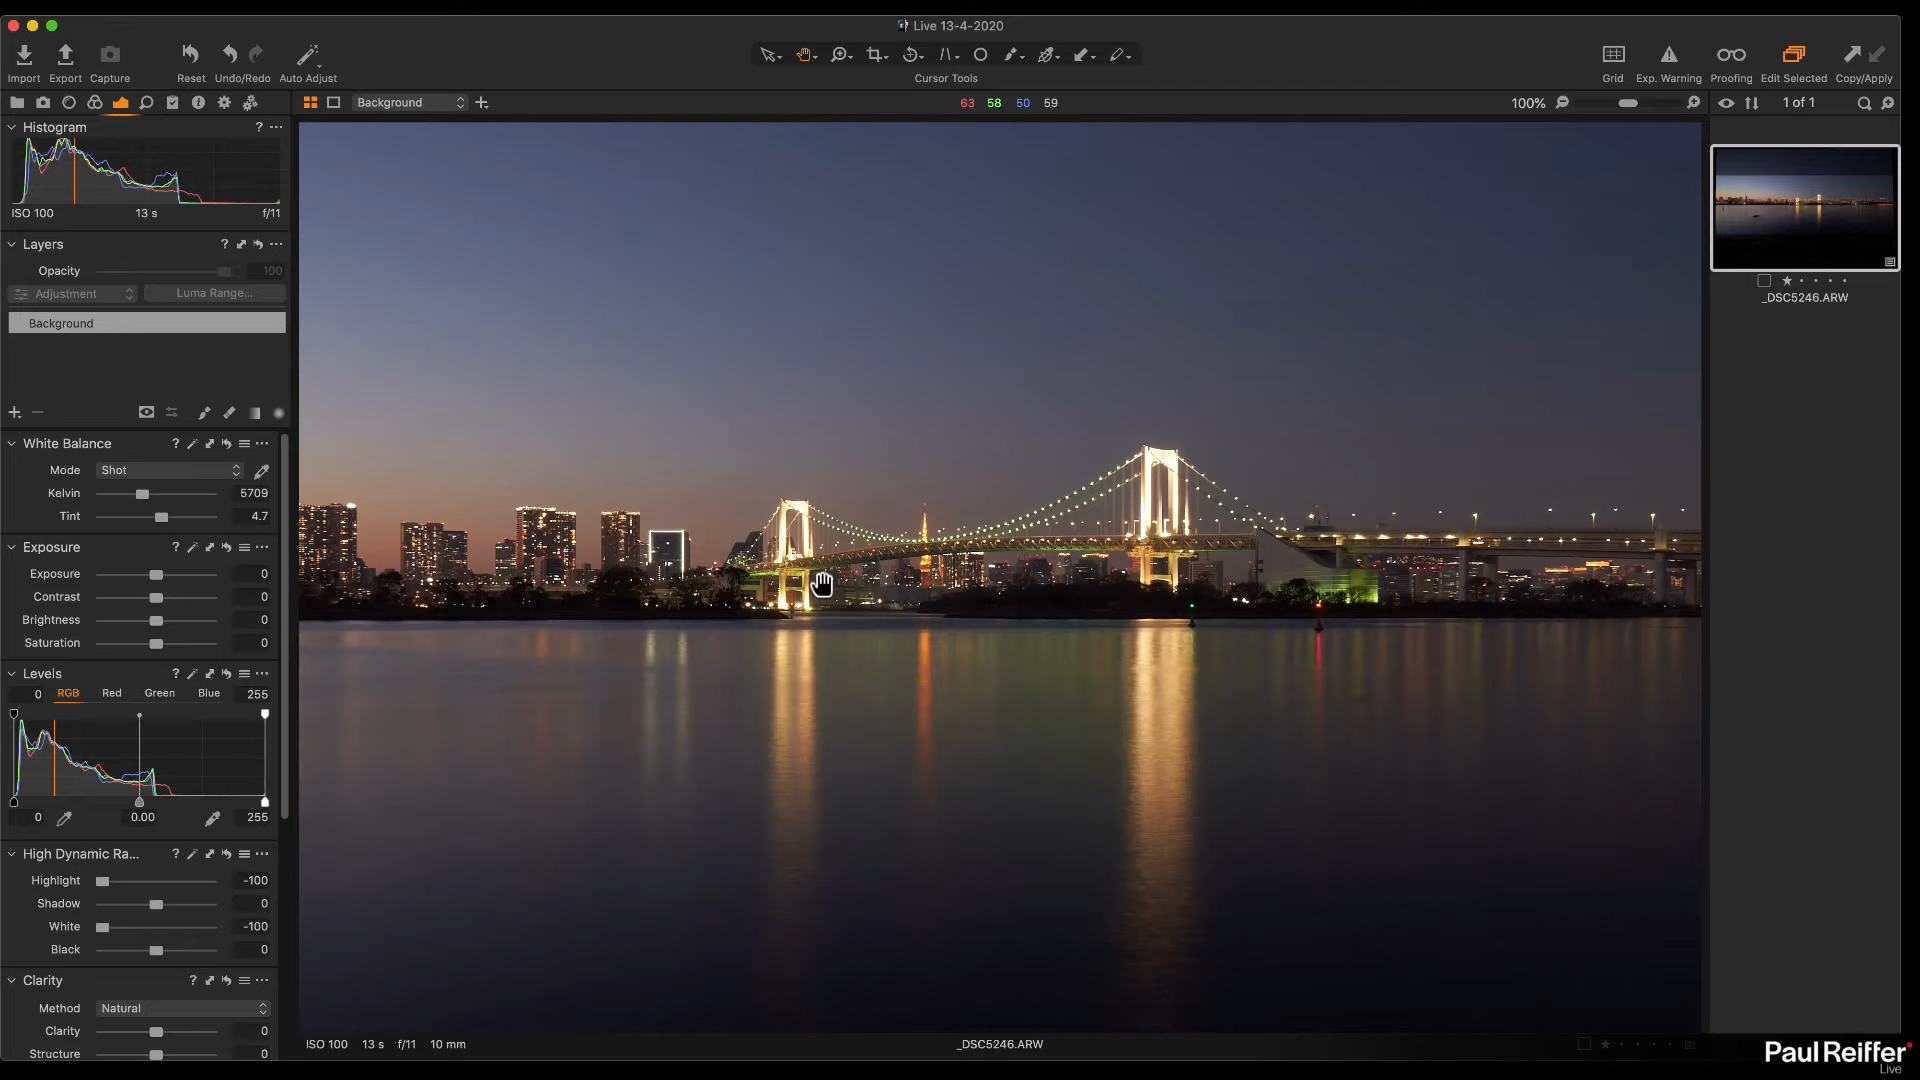 Live 13-4-2020
Import Export Capture Reset Undo/Redo Auto Adjust Cursor Tools Grid Exp. Warning Proofing Edit Selected Copy/Apply
Background 63 58 50 59 100% 1 of 1
Histogram
ISO 100 13 s f/11
Layers
Opacity 100
Adjustment Luma Range...
Background
_DSC5246.ARW
White Balance
Mode Shot
Kelvin 5709
Tint 4.7
Exposure
Exposure 0
Contrast 0
Brightness 0
Saturation 0
Levels
0 RGB Red Green Blue 255
0 0.00 255
High Dynamic Ra...
Highlight -100
Shadow 0
White -100
Black 0
Clarity
Method Natural
Clarity 0
Structure 0
ISO 100 13 s f/11 10 mm _DSC5246.ARW
Paul Reiffer
Live